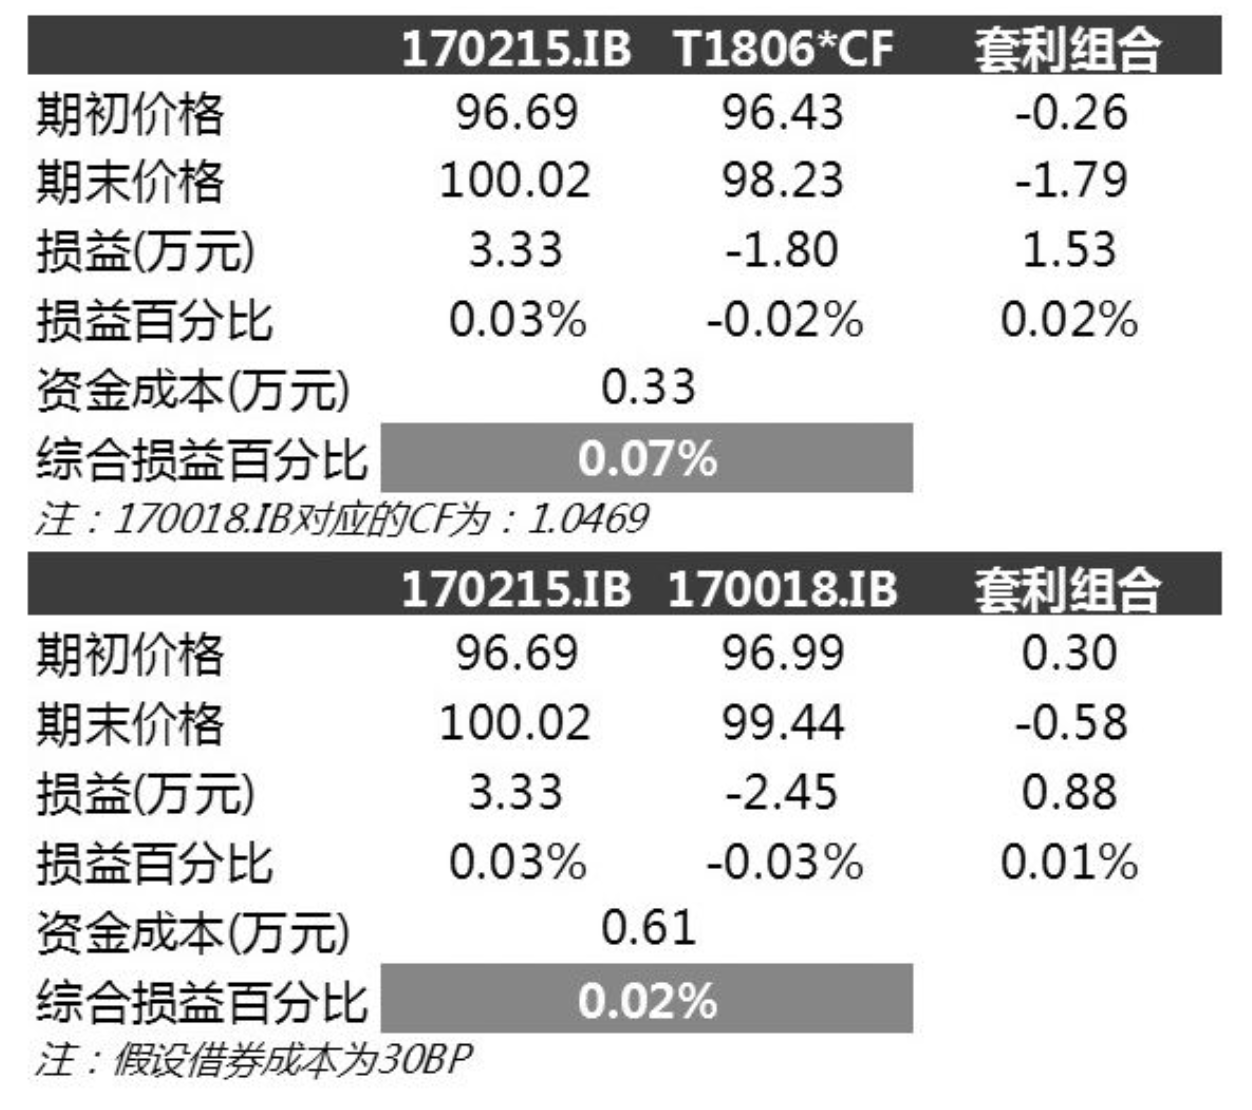 170215.IB T1806*CF 套利组合
期初价格 96.69 96.43 -0.26
期末价格 100.02 98.23 -1.79
损益(万元) 3.33 -1.80 1.53
损益百分比 0.03% -0.02% 0.02%
资金成本(万元) 0.33
综合损益百分比 0.07%
注：170018.IB对应的CF为：1.0469
170215.IB 170018.IB 套利组合
期初价格 96.69 96.99 0.30
期末价格 100.02 99.44 -0.58
损益(万元) 3.33 -2.45 0.88
损益百分比 0.03% -0.03% 0.01%
资金成本(万元) 0.61
综合损益百分比 0.02%
注：假设借券成本为30BP